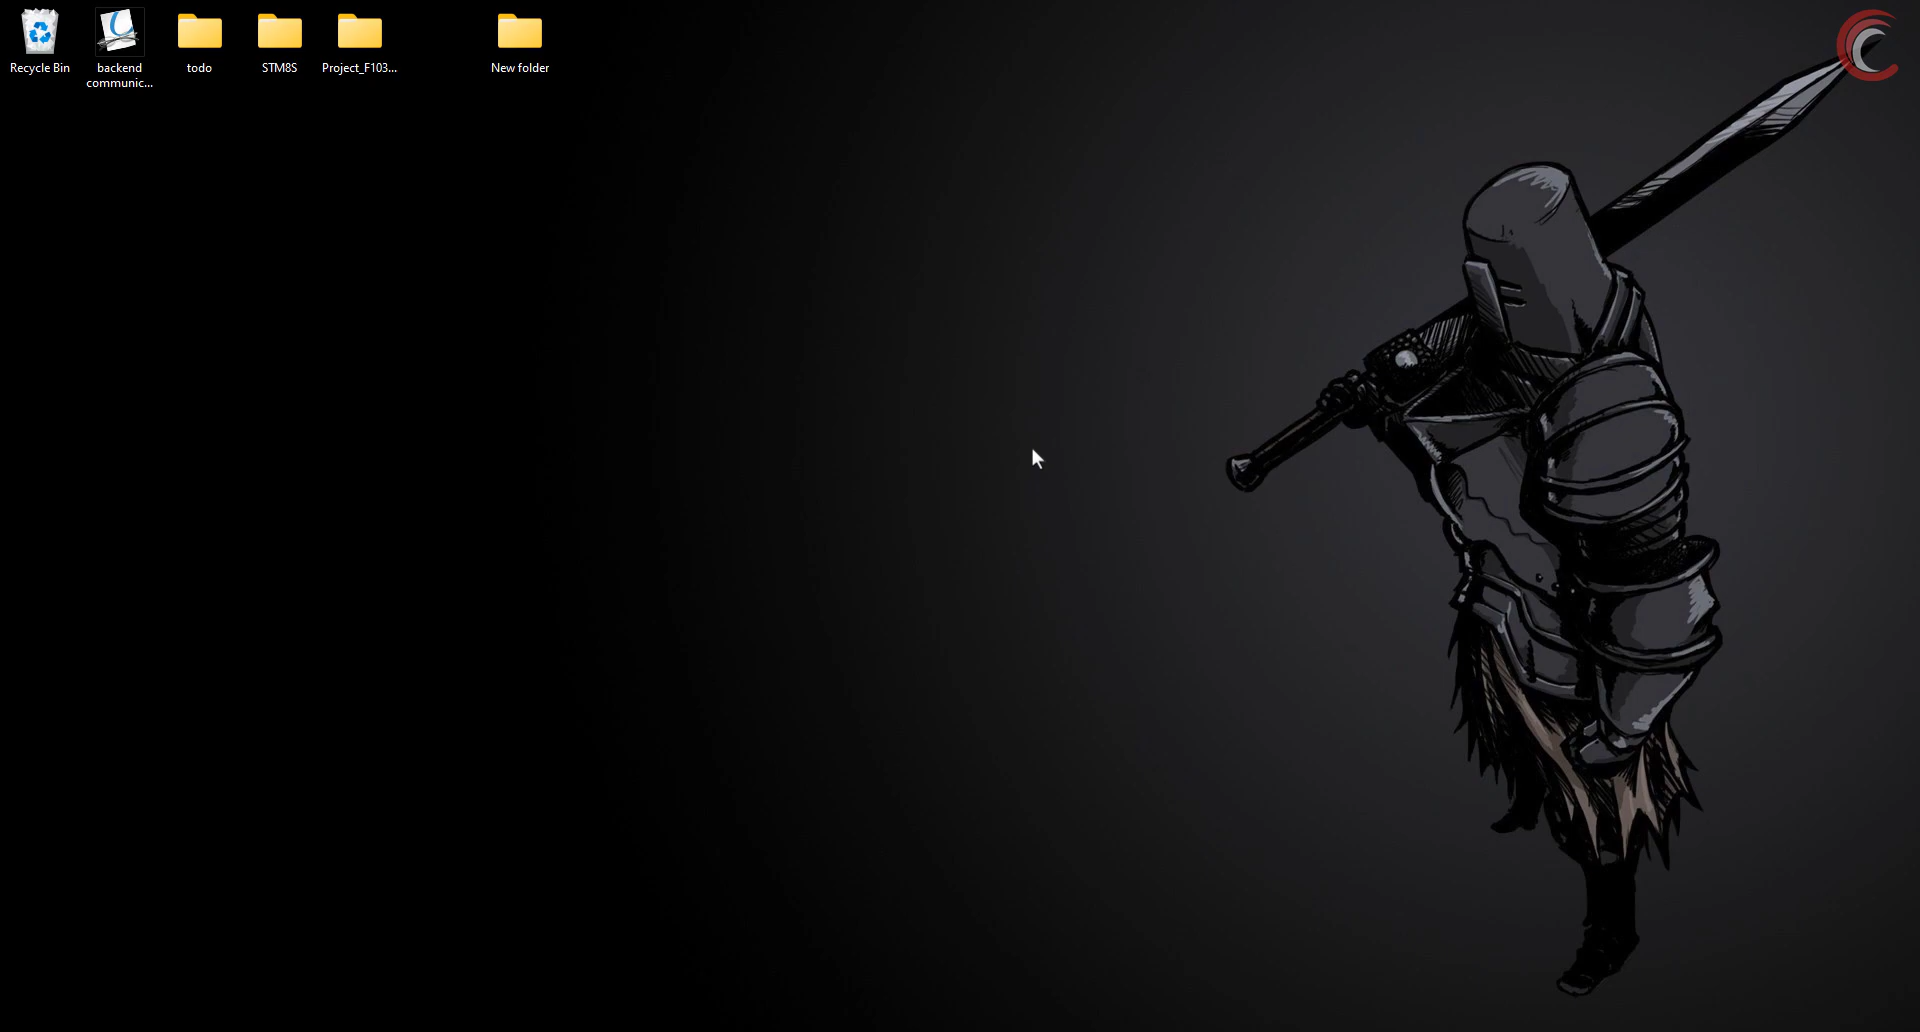 Recycle Bin
backend
communic...
todo
STM8S
Project_F103...
New folder